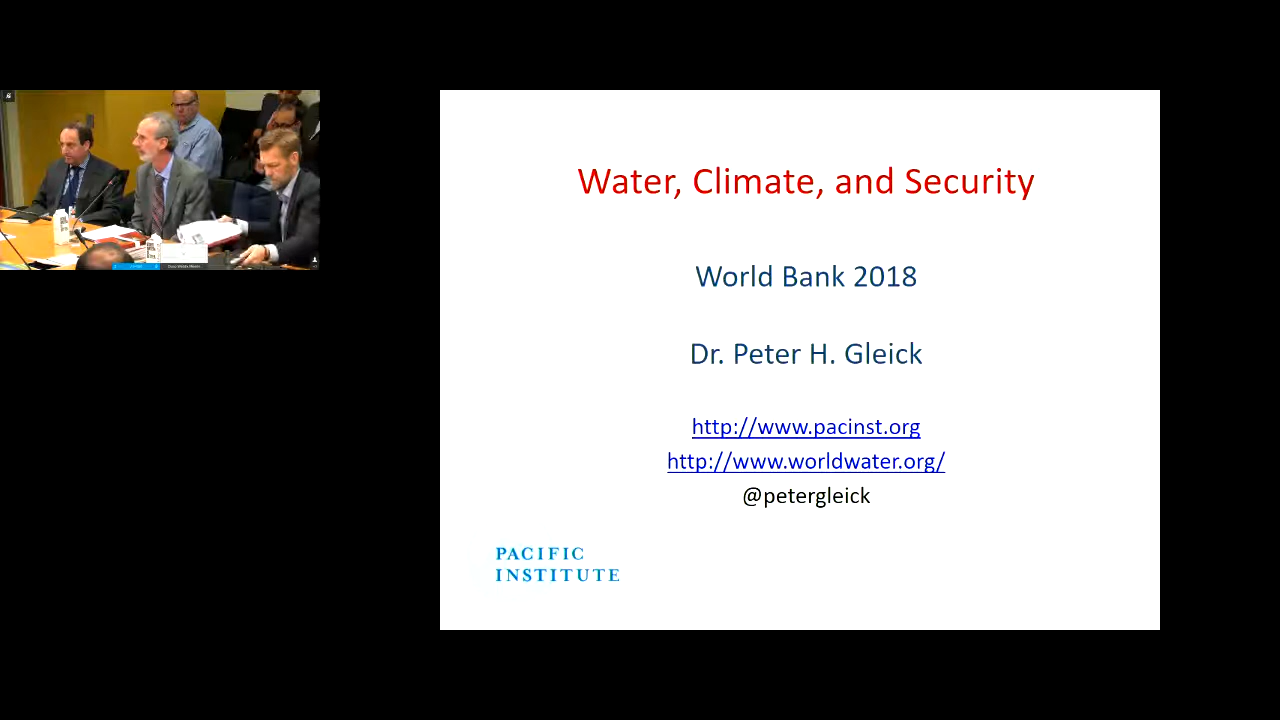 Water, Climate, and Security
World Bank 2018
Dr. Peter H. Gleick
http://www.pacinst.org
http://www.worldwater.org/
@petergleick
PACIFIC
INSTITUTE